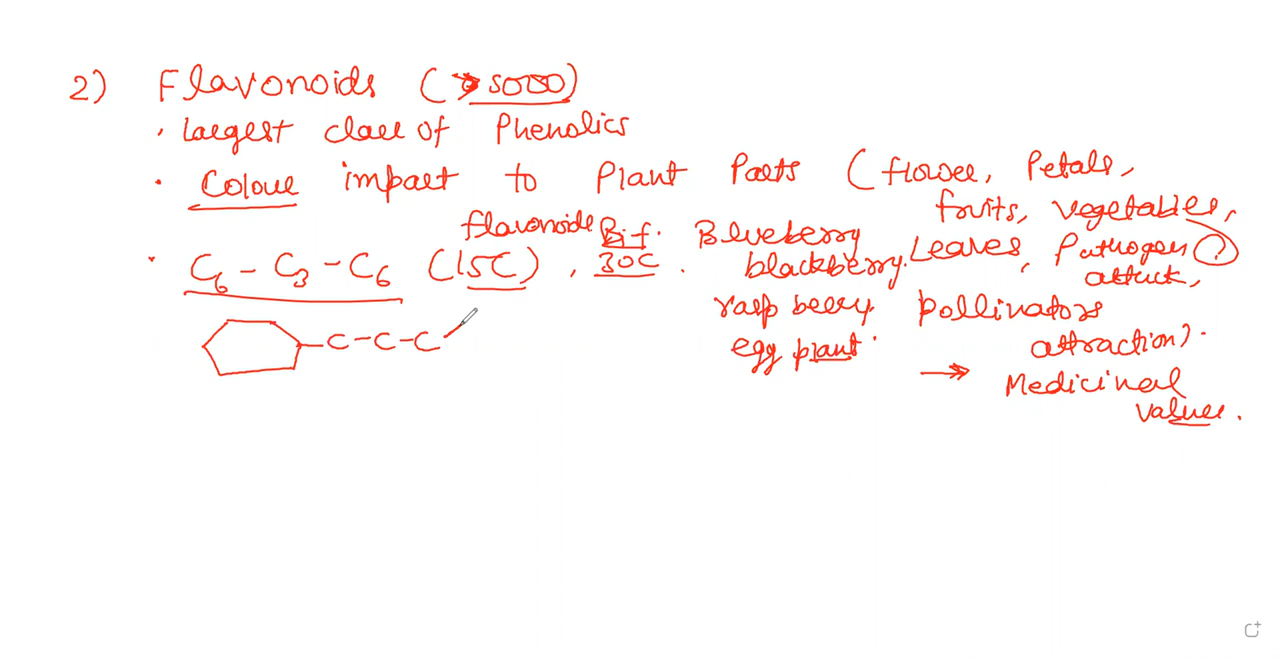 2) Flavonoids (>5000)
· Largest class of Phenolics
· Colour impart to Plant Parts (flower, Petals,
fruits, vegetables,
Leaves, Pathogen
attack,
pollinators
attraction).
→ Medicinal
values.
· C6 - C3 - C6 (15C), 30C.
flavonoids Bif.
Blueberry
blackberry.
rasp berry.
egg plant.
-C-C-C